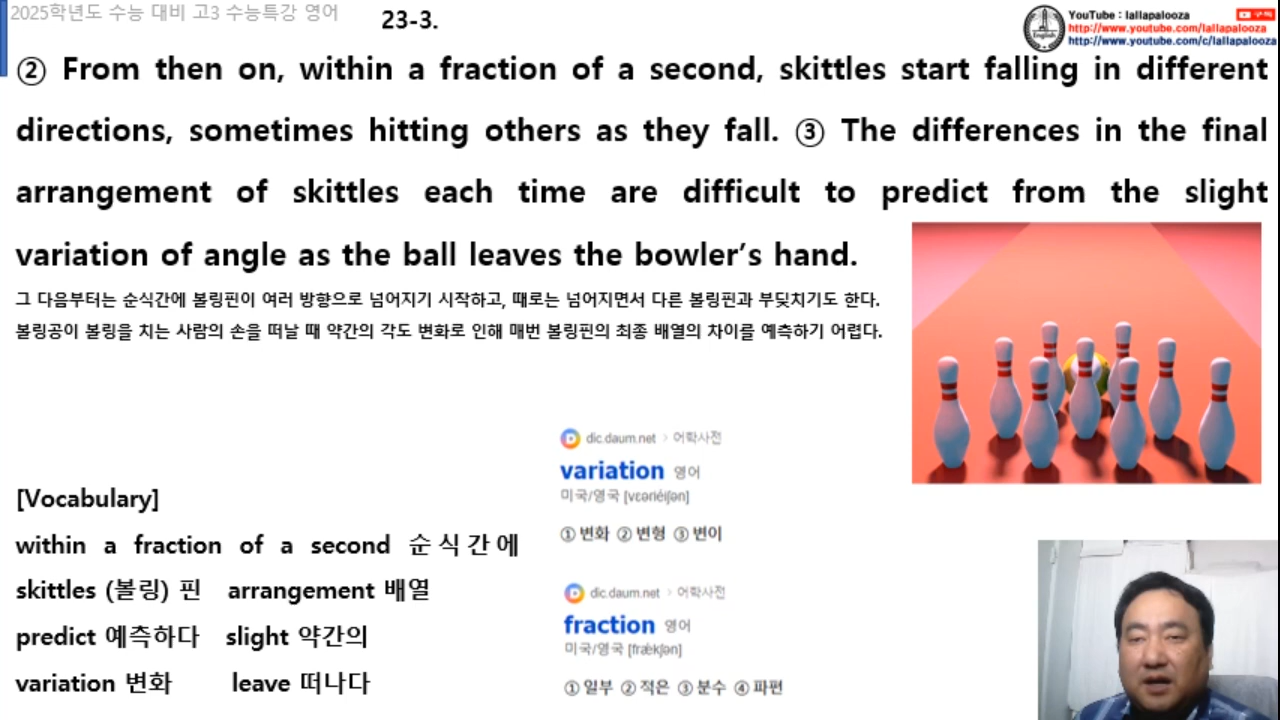 2025학년도 수능 대비 고3 수능특강 영어
23-3.
YouTube : lallapalooza
구독
http://www.youtube.com/lallapalooza
http://www.youtube.com/c/lallapalooza
English
② From then on, within a fraction of a second, skittles start falling in different
directions, sometimes hitting others as they fall. ③ The differences in the final
arrangement of skittles each time are difficult to predict from the slight
variation of angle as the ball leaves the bowler’s hand.
그 다음부터는 순식간에 볼링핀이 여러 방향으로 넘어지기 시작하고, 때로는 넘어지면서 다른 볼링핀과 부딪치기도 한다.
볼링공이 볼링을 치는 사람의 손을 떠날 때 약간의 각도 변화로 인해 매번 볼링핀의 최종 배열의 차이를 예측하기 어렵다.
[Vocabulary]
within a fraction of a second 순식간에
skittles (볼링) 핀 arrangement 배열
predict 예측하다 slight 약간의
variation 변화 leave 떠나다
dic.daum.net > 어학사전
variation 영어
미국/영국 [vɛəriéiʃən]
① 변화 ② 변형 ③ 변이
dic.daum.net > 어학사전
fraction 영어
미국/영국 [frǽkʃən]
① 일부 ② 적은 ③ 분수 ④ 파편